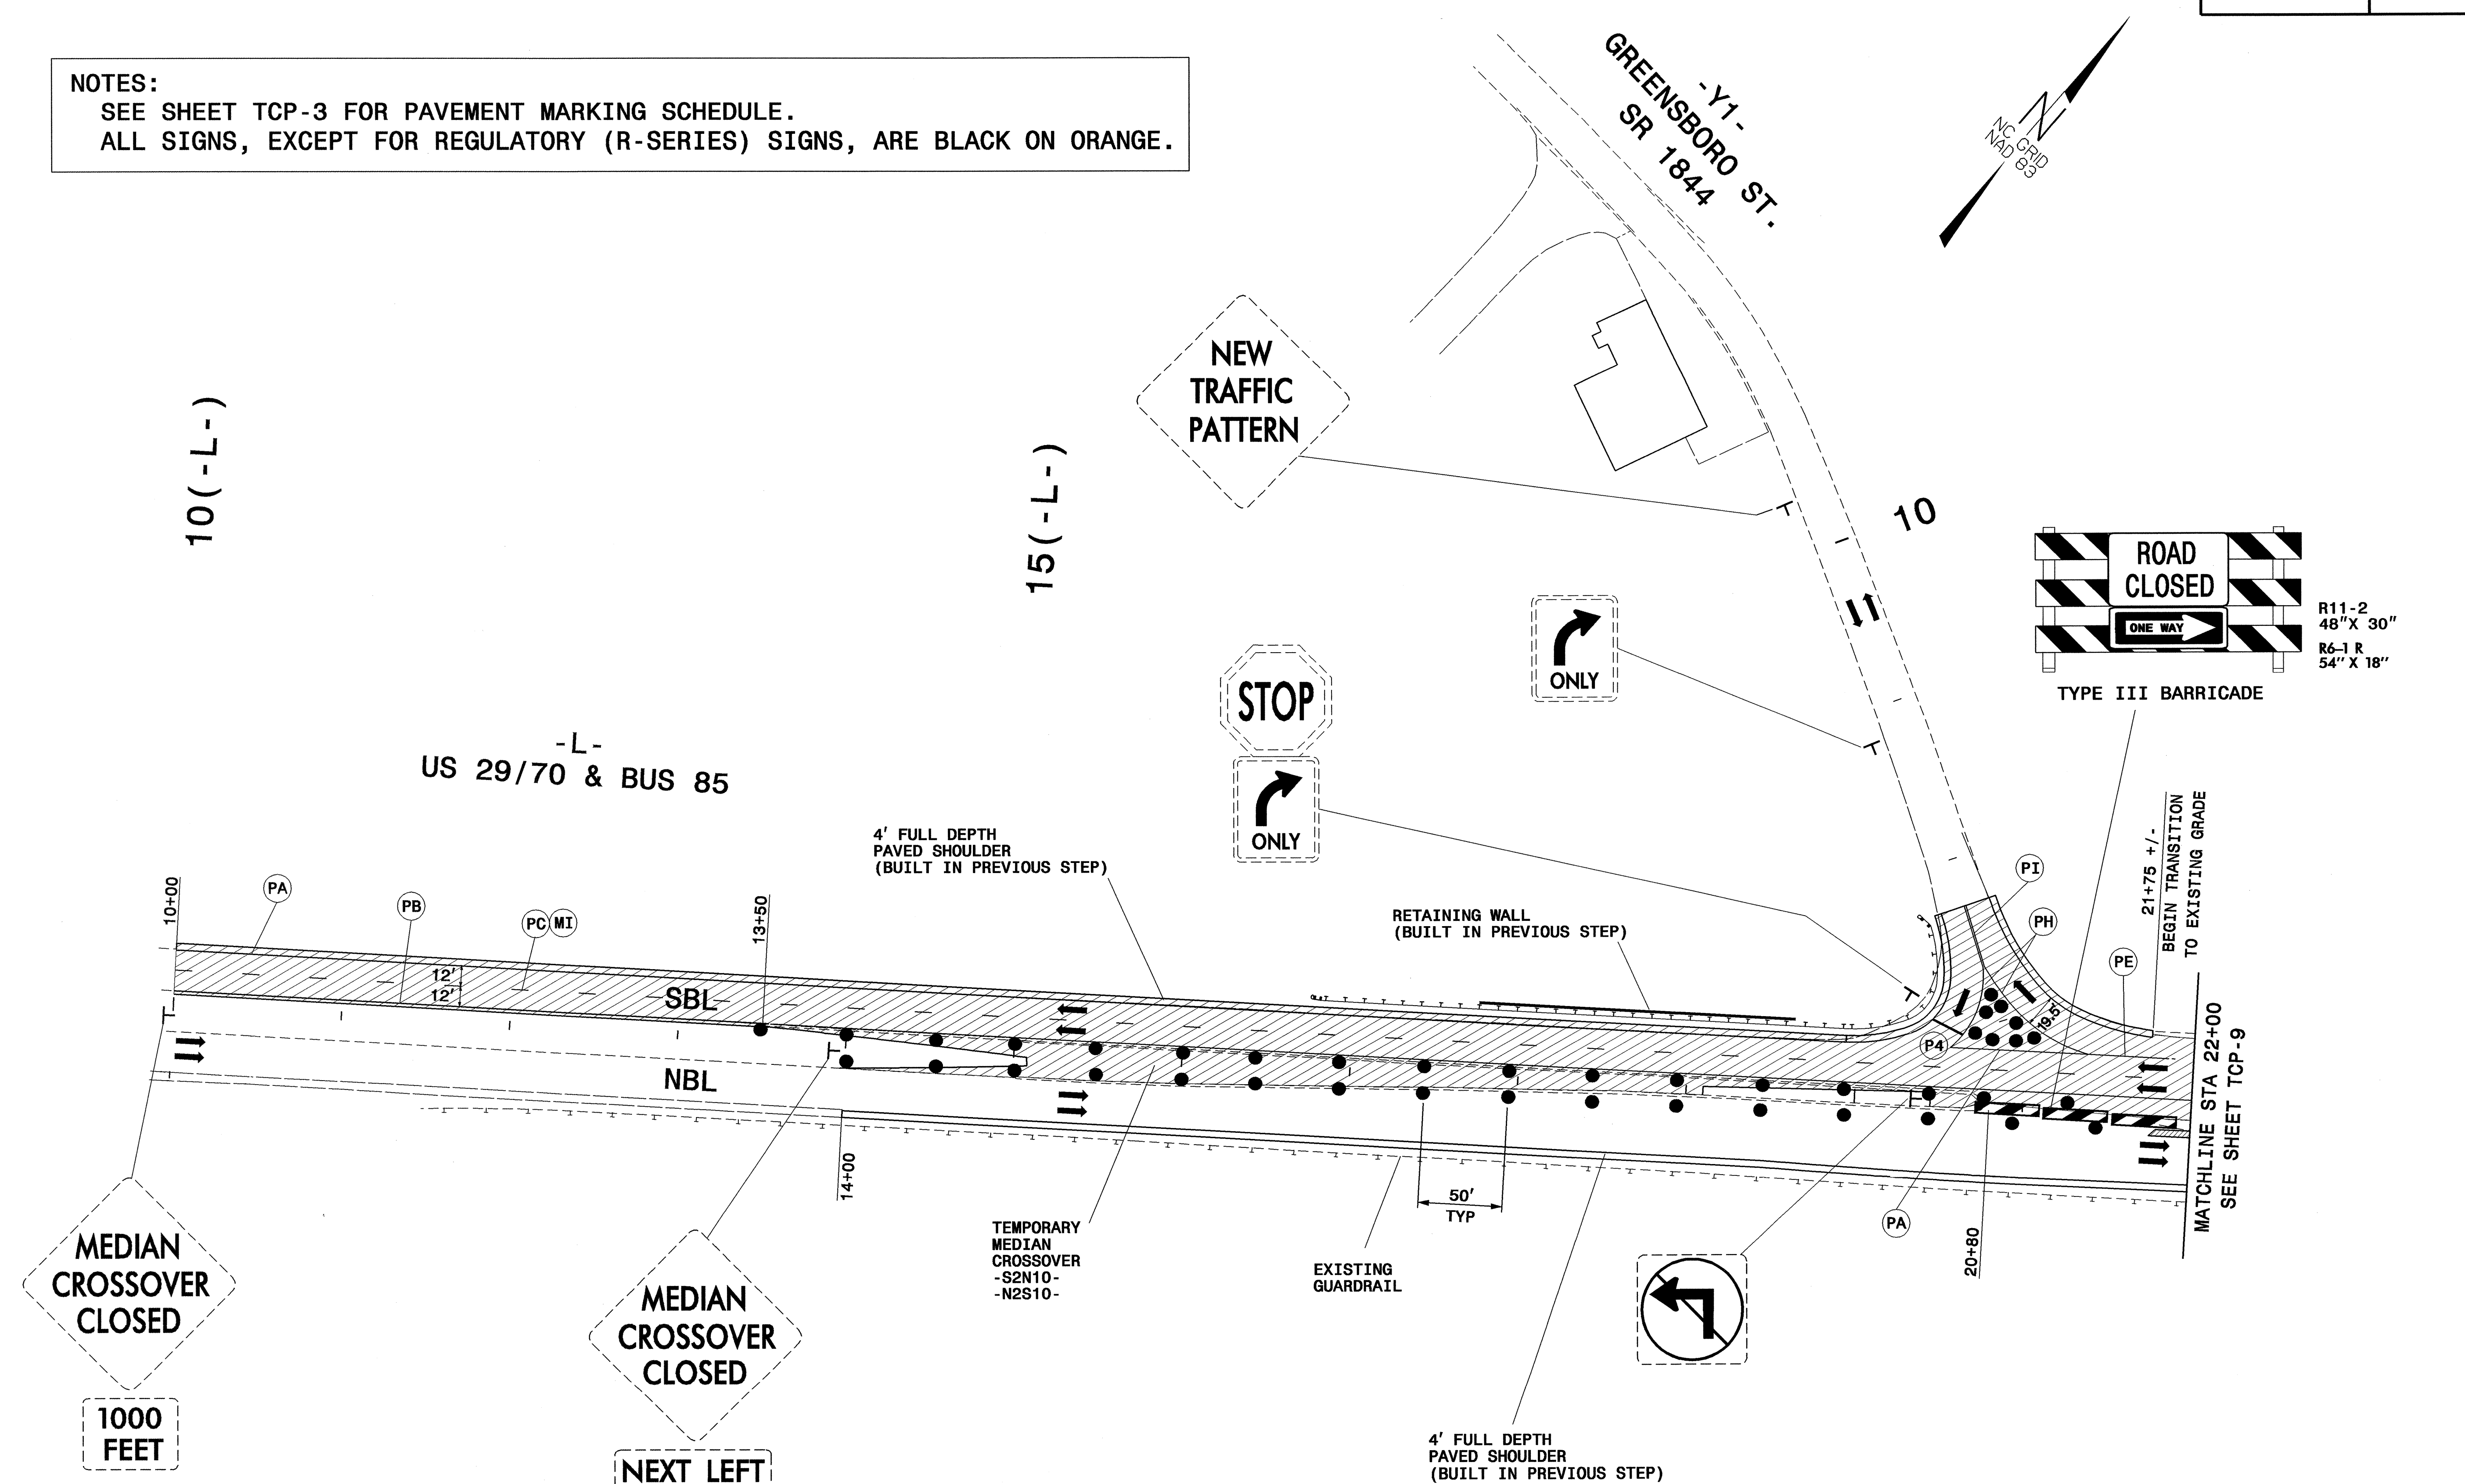 NOTES:
SEE SHEET TCP-3 FOR PAVEMENT MARKING SCHEDULE.
ALL SIGNS, EXCEPT FOR REGULATORY (R-SERIES) SIGNS, ARE BLACK ON ORANGE.
-Y1-
GREENSBORO ST.
SR 1844
N
NC GRID
NAD 83
NEW
TRAFFIC
PATTERN
10(-L-)
15(-L-)
10
ROAD
CLOSED
ONE WAY
R11-2
48"X 30"
R6-1 R
54" X 18"
TYPE III BARRICADE
ONLY
STOP
ONLY
-L-
US 29/70 & BUS 85
4' FULL DEPTH
PAVED SHOULDER
(BUILT IN PREVIOUS STEP)
RETAINING WALL
(BUILT IN PREVIOUS STEP)
21+75 +/-
BEGIN TRANSITION
TO EXISTING GRADE
10+00
PA
PB
PC MI
13+50
PI
PH
PE
12'
12'
SBL
19.5'
P4
NBL
MATCHLINE STA 22+00
SEE SHEET TCP-9
14+00
50'
TYP
PA
20+80
TEMPORARY
MEDIAN
CROSSOVER
-S2N10-
-N2S10-
EXISTING
GUARDRAIL
MEDIAN
CROSSOVER
CLOSED
1000
FEET
MEDIAN
CROSSOVER
CLOSED
NEXT LEFT
4' FULL DEPTH
PAVED SHOULDER
(BUILT IN PREVIOUS STEP)